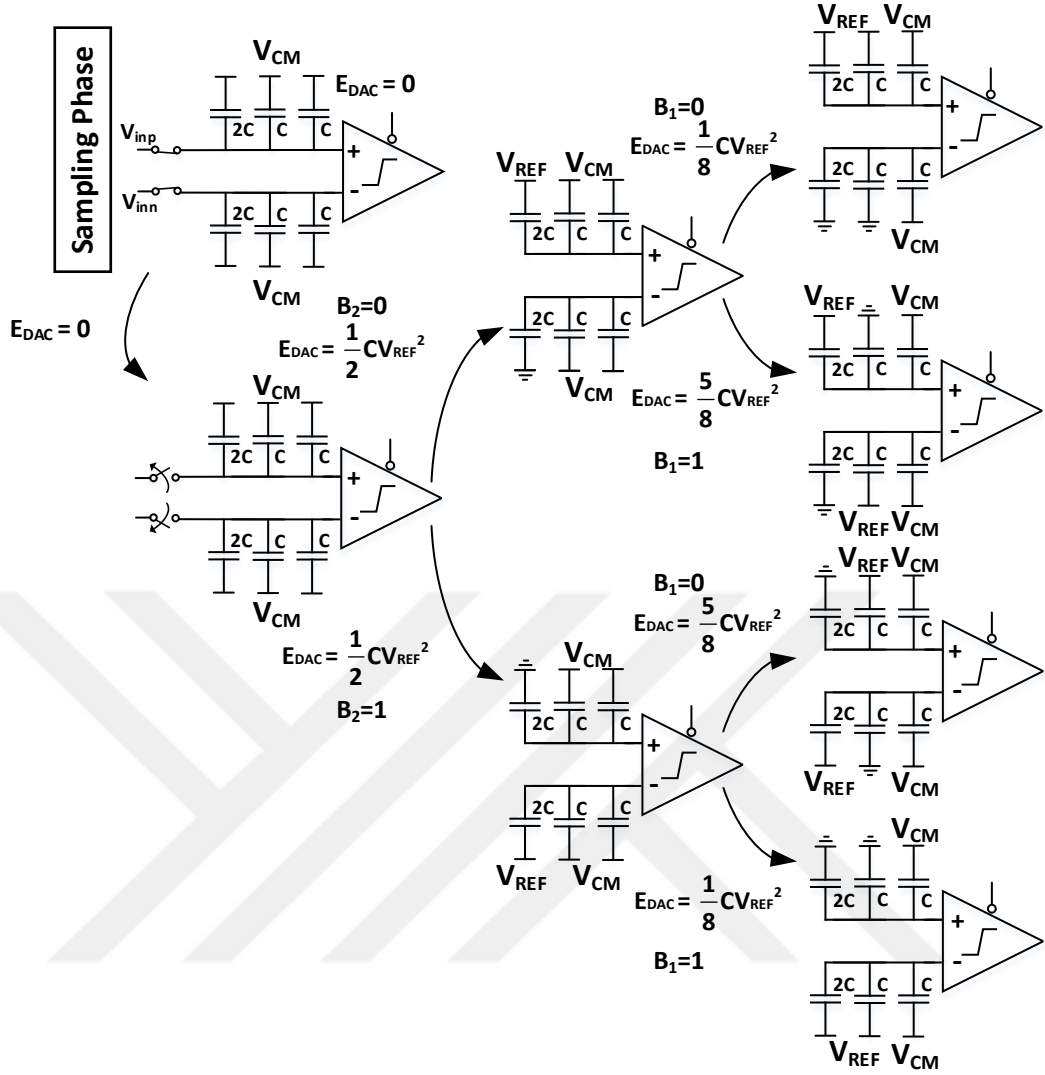 Sampling Phase
V_CM
E_DAC = 0
V_inp
V_inn
2C C C
+
-
2C C C
V_CM
E_DAC = 0
B_2=0
E_DAC = 1/2 CV_REF^2
V_CM
2C C C
+
-
2C C C
V_CM
E_DAC = 1/2 CV_REF^2
B_2=1
V_REF V_CM
2C C C
+
-
2C C C
V_CM
B_1=0
E_DAC = 1/8 CV_REF^2
E_DAC = 5/8 CV_REF^2
B_1=1
V_CM
2C C C
+
-
2C C C
V_REF V_CM
B_1=0
E_DAC = 5/8 CV_REF^2
E_DAC = 1/8 CV_REF^2
B_1=1
V_REF V_CM
2C C C
+
-
2C C C
V_CM
V_REF V_CM
2C C C
+
-
2C C C
V_REF V_CM
V_REF V_CM
2C C C
+
-
2C C C
V_REF V_CM
V_CM
2C C C
+
-
2C C C
V_REF V_CM